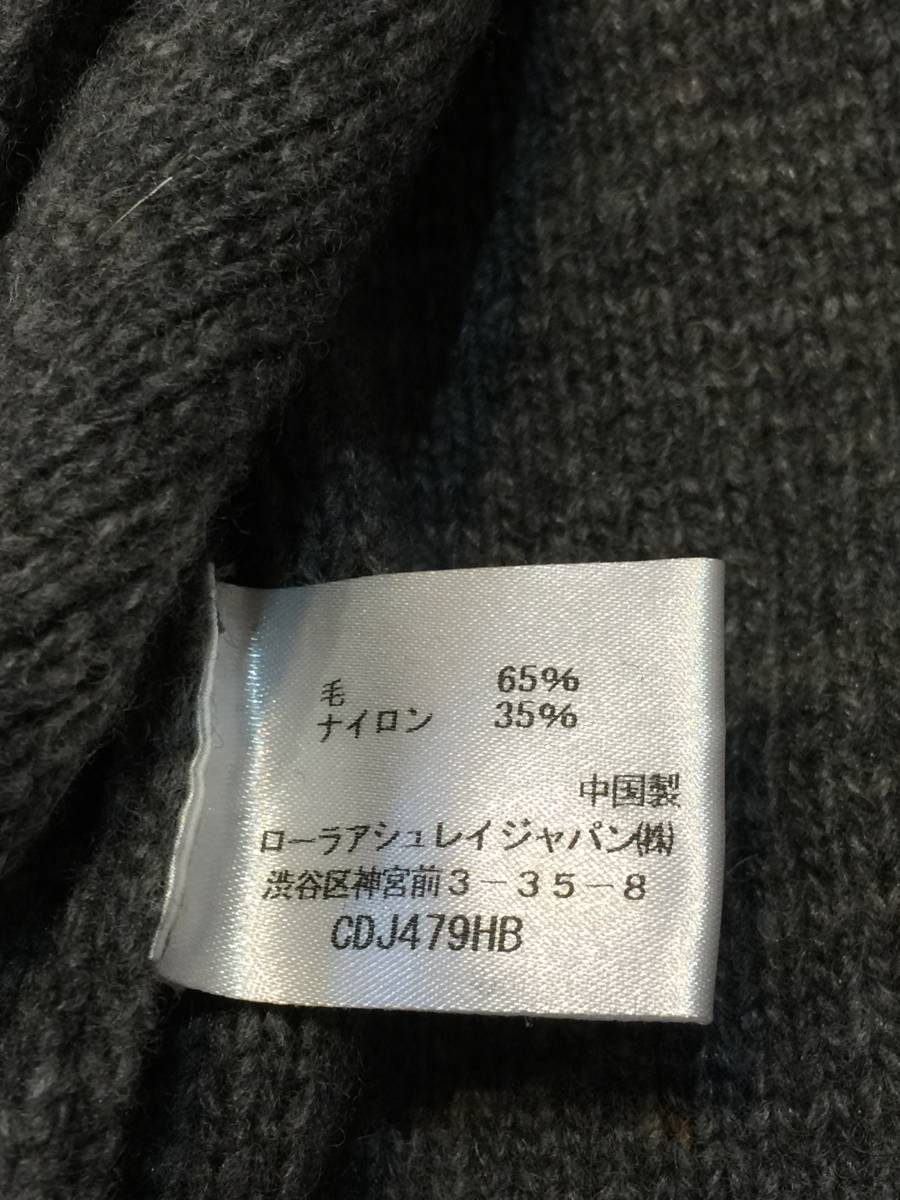 毛 65%
ナイロン 35%
中国製
ローラアシュレイジャパン(株)
渋谷区神宮前3-35-8
CDJ479HB